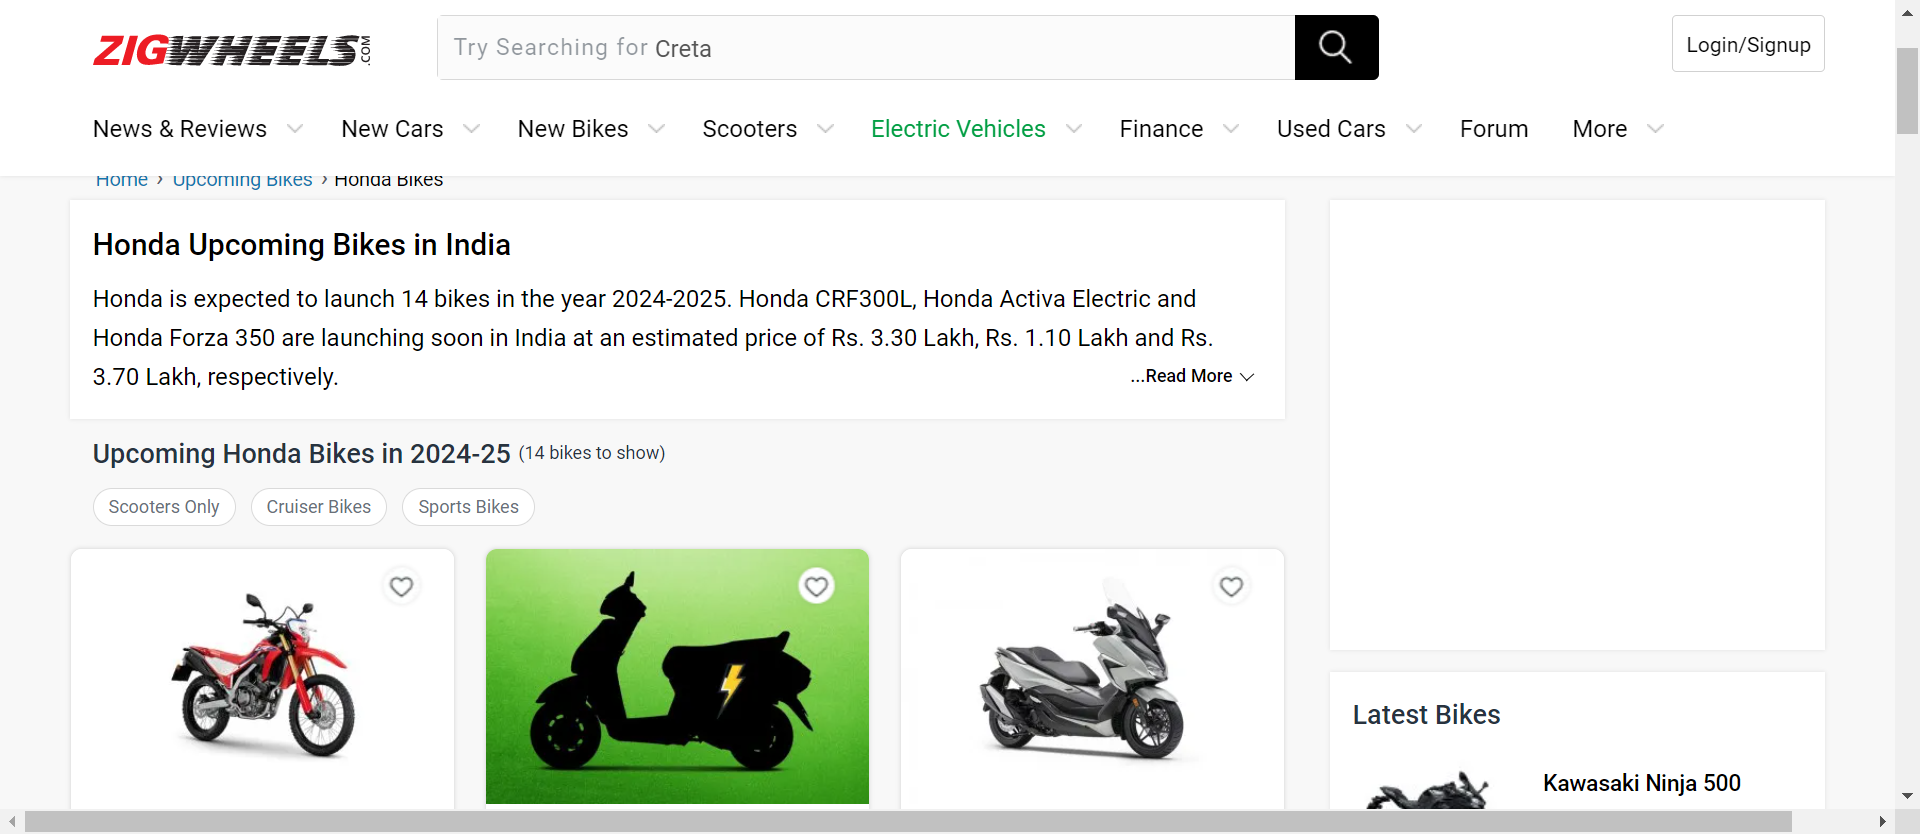 ZIGWHEELS.COM
Try Searching for Creta
Login/Signup
News & Reviews
New Cars
New Bikes
Scooters
Electric Vehicles
Finance
Used Cars
Forum
More
Home › Upcoming Bikes › Honda Bikes
Honda Upcoming Bikes in India
Honda is expected to launch 14 bikes in the year 2024-2025. Honda CRF300L, Honda Activa Electric and
Honda Forza 350 are launching soon in India at an estimated price of Rs. 3.30 Lakh, Rs. 1.10 Lakh and Rs.
3.70 Lakh, respectively.
...Read More
Upcoming Honda Bikes in 2024-25 (14 bikes to show)
Scooters Only
Cruiser Bikes
Sports Bikes
Latest Bikes
Kawasaki Ninja 500